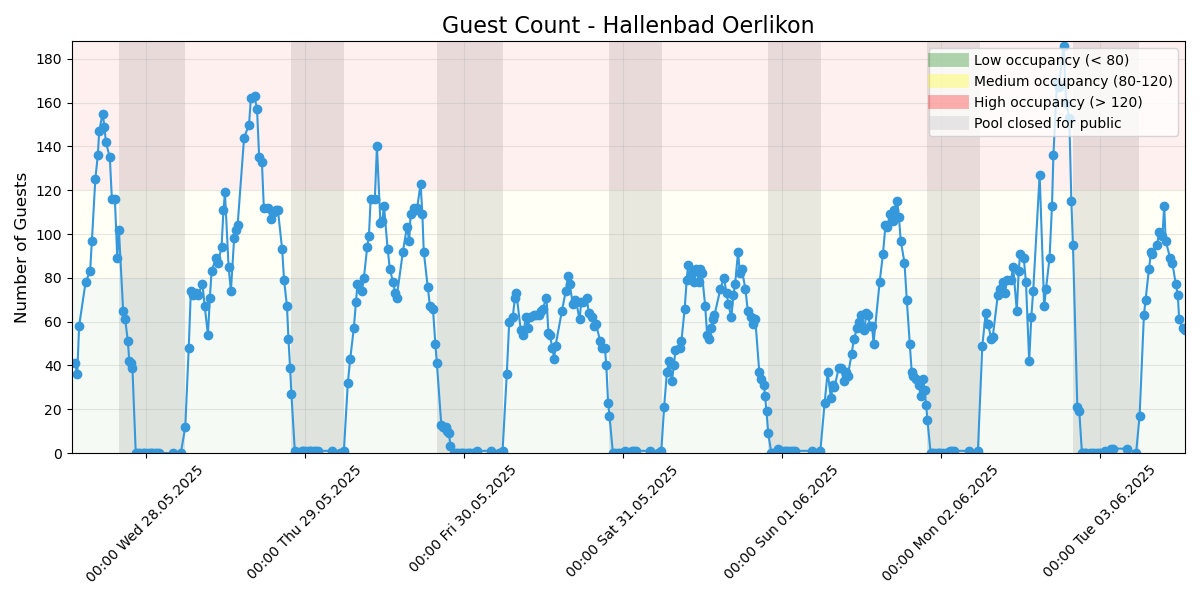 Guest Count - Hallenbad Oerlikon
Number of Guests
180
160
140
120
100
80
60
40
20
0
Low occupancy (< 80)
Medium occupancy (80-120)
High occupancy (> 120)
Pool closed for public
00:00 Wed 28.05.2025
00:00 Thu 29.05.2025
00:00 Fri 30.05.2025
00:00 Sat 31.05.2025
00:00 Sun 01.06.2025
00:00 Mon 02.06.2025
00:00 Tue 03.06.2025